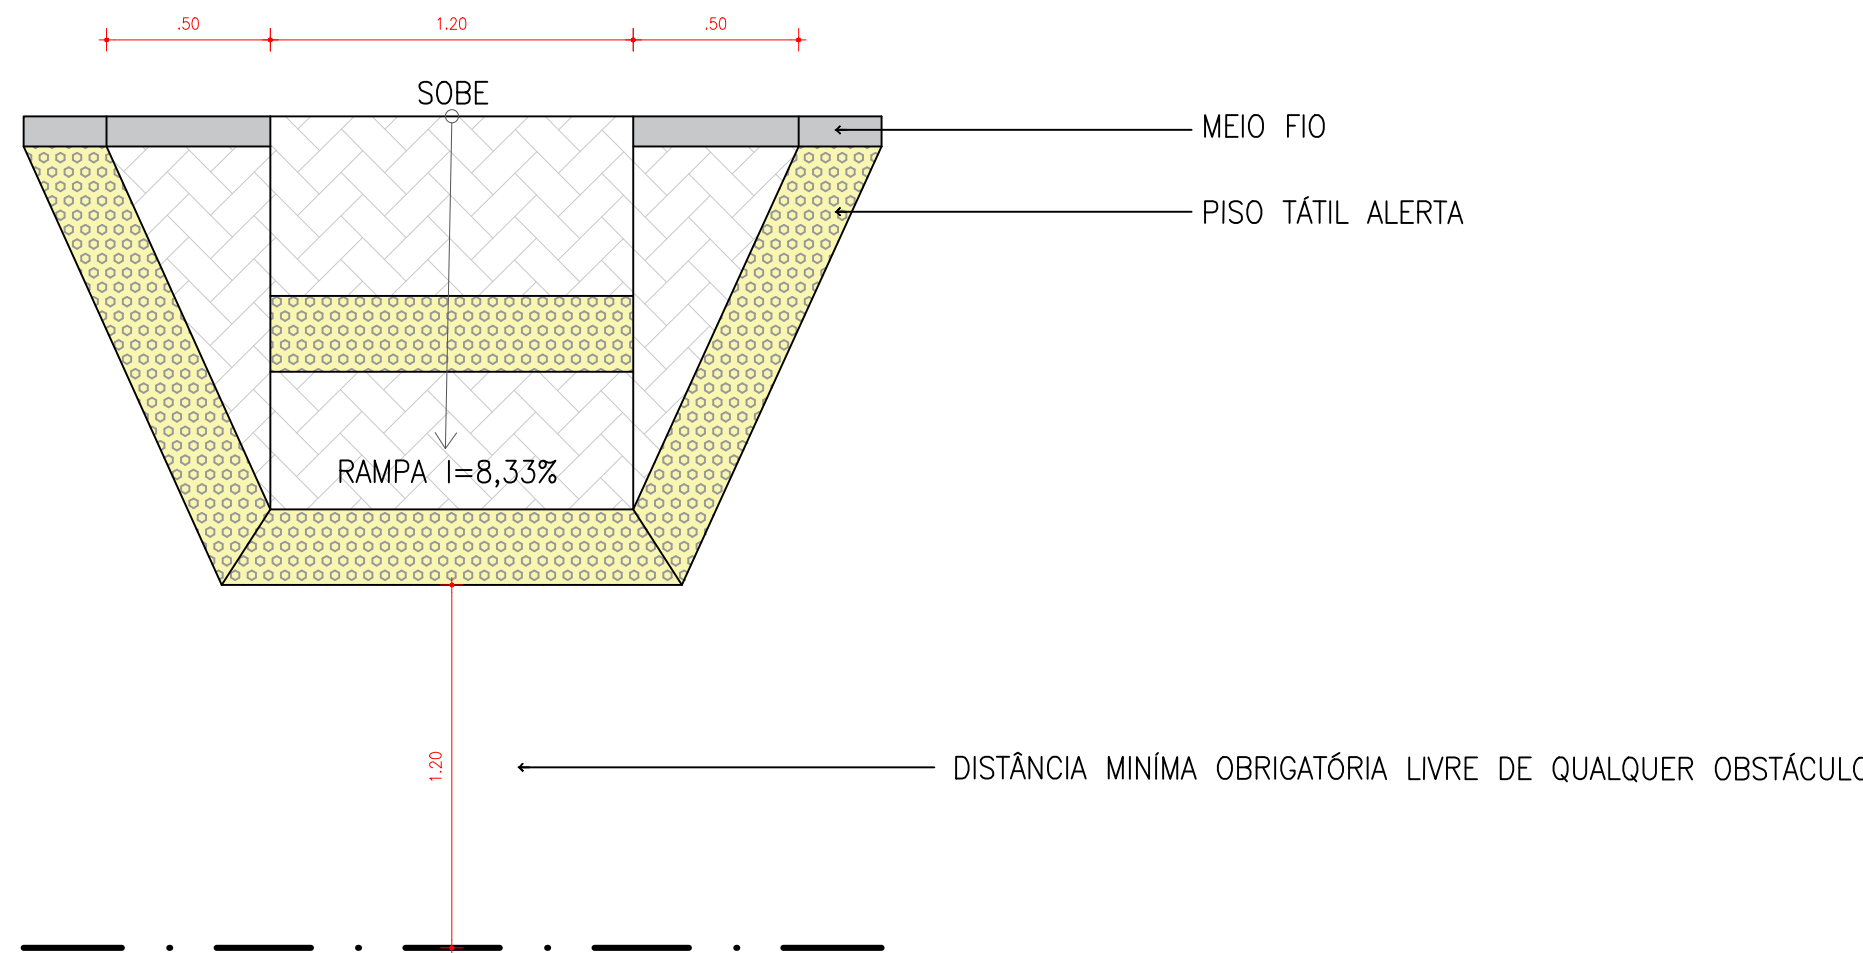 .50 1.20 .50
SOBE
MEIO FIO
PISO TÁTIL ALERTA
RAMPA I=8,33%
1.20
DISTÂNCIA MINÍMA OBRIGATÓRIA LIVRE DE QUALQUER OBSTÁCULO